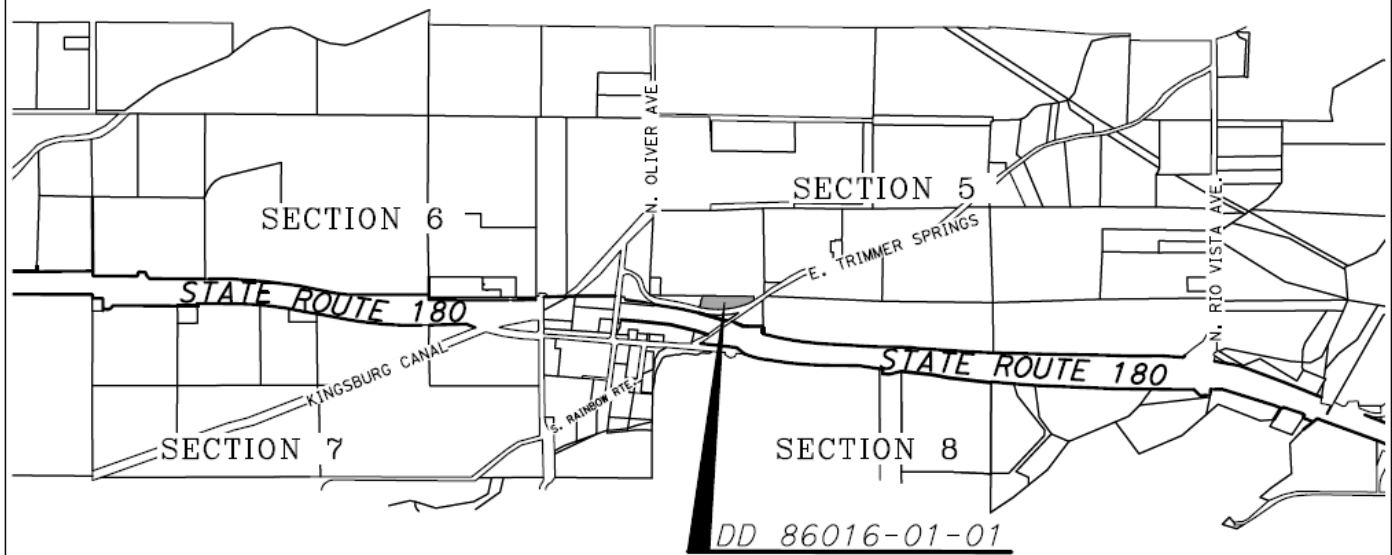 N. OLIVER AVE.
SECTION 5
N. RIO VISTA AVE.
SECTION 6
E. TRIMMER SPRINGS
STATE ROUTE 180
STATE ROUTE 180
KINGSBURG CANAL
S. RAINBOW RTE.
SECTION 7
SECTION 8
DD 86016-01-01